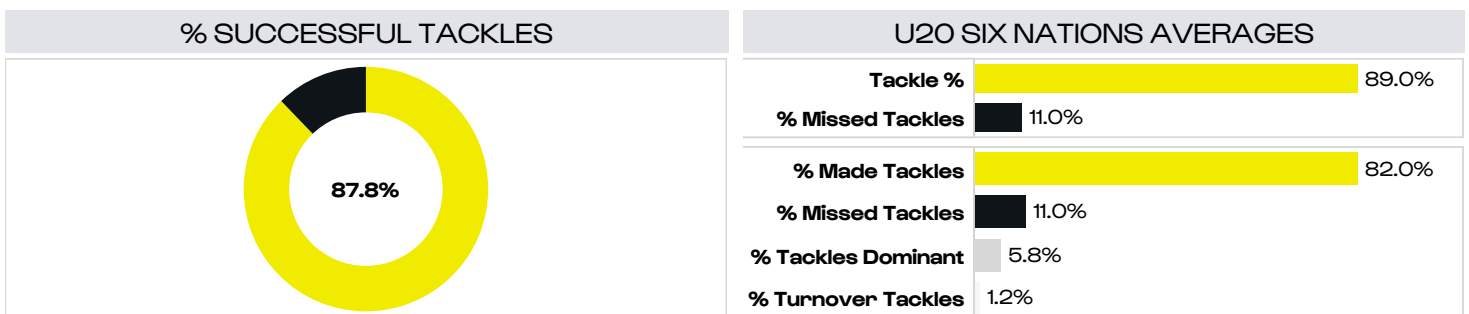 % SUCCESSFUL TACKLES
87.8%
U20 SIX NATIONS AVERAGES
Tackle % 89.0%
% Missed Tackles 11.0%
% Made Tackles 82.0%
% Missed Tackles 11.0%
% Tackles Dominant 5.8%
% Turnover Tackles 1.2%